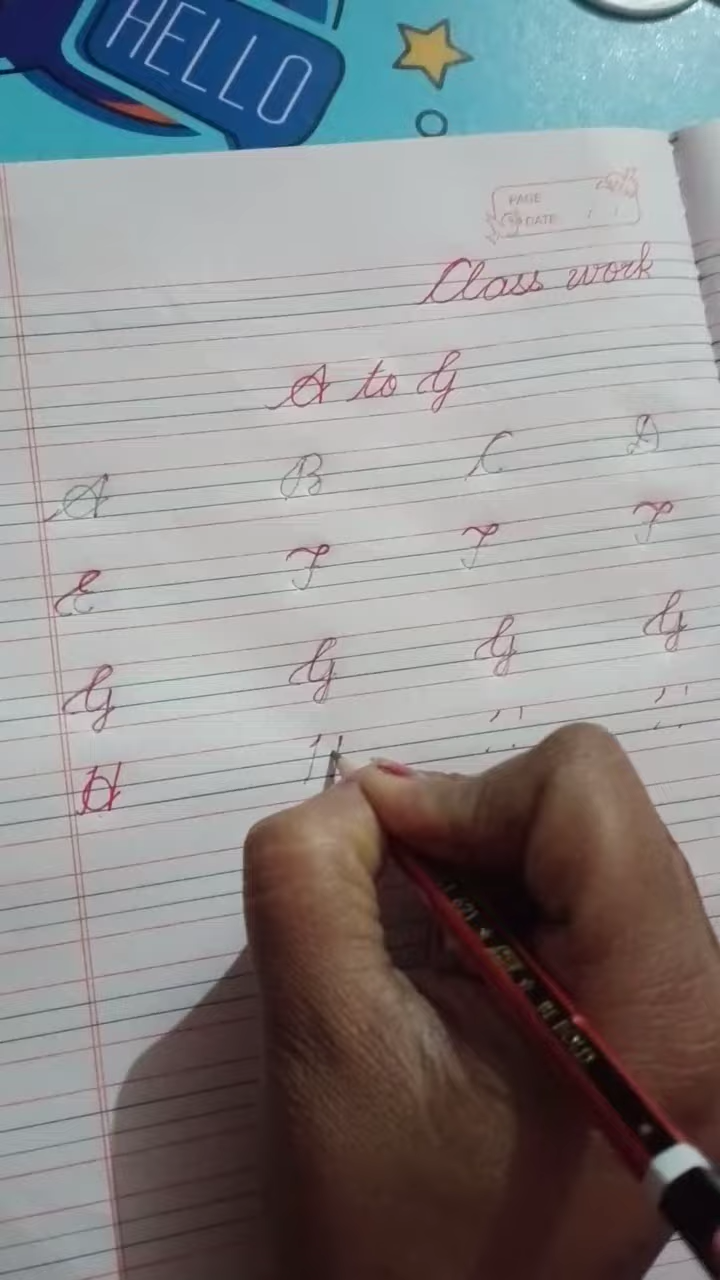 HELLO
PAGE
DATE / /
Class work
A to G
A B C D
E F F F
G G G G
H H